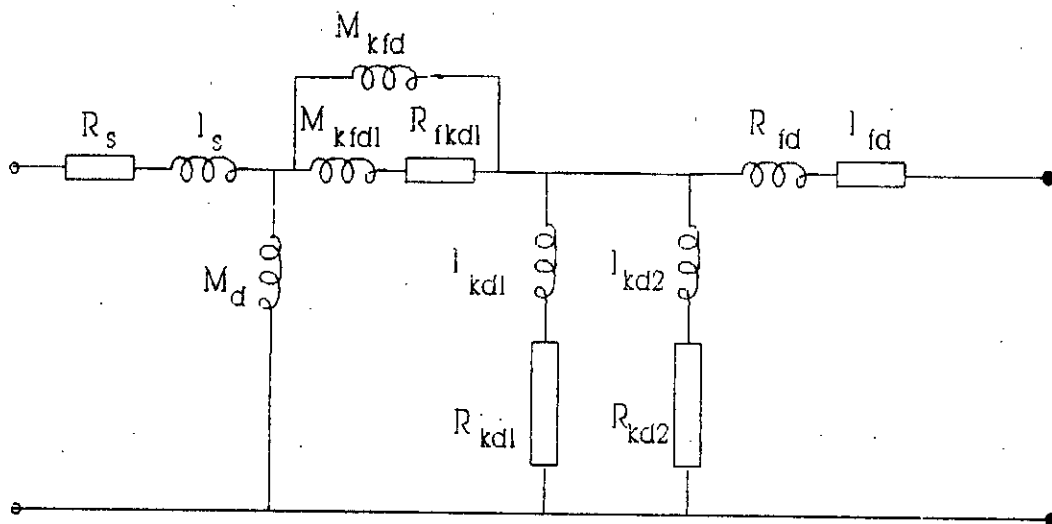 M kfd
R s
l s
M kfd1
R fkd1
R fd
l fd
M d
l kd1
l kd2
R kd1
R kd2